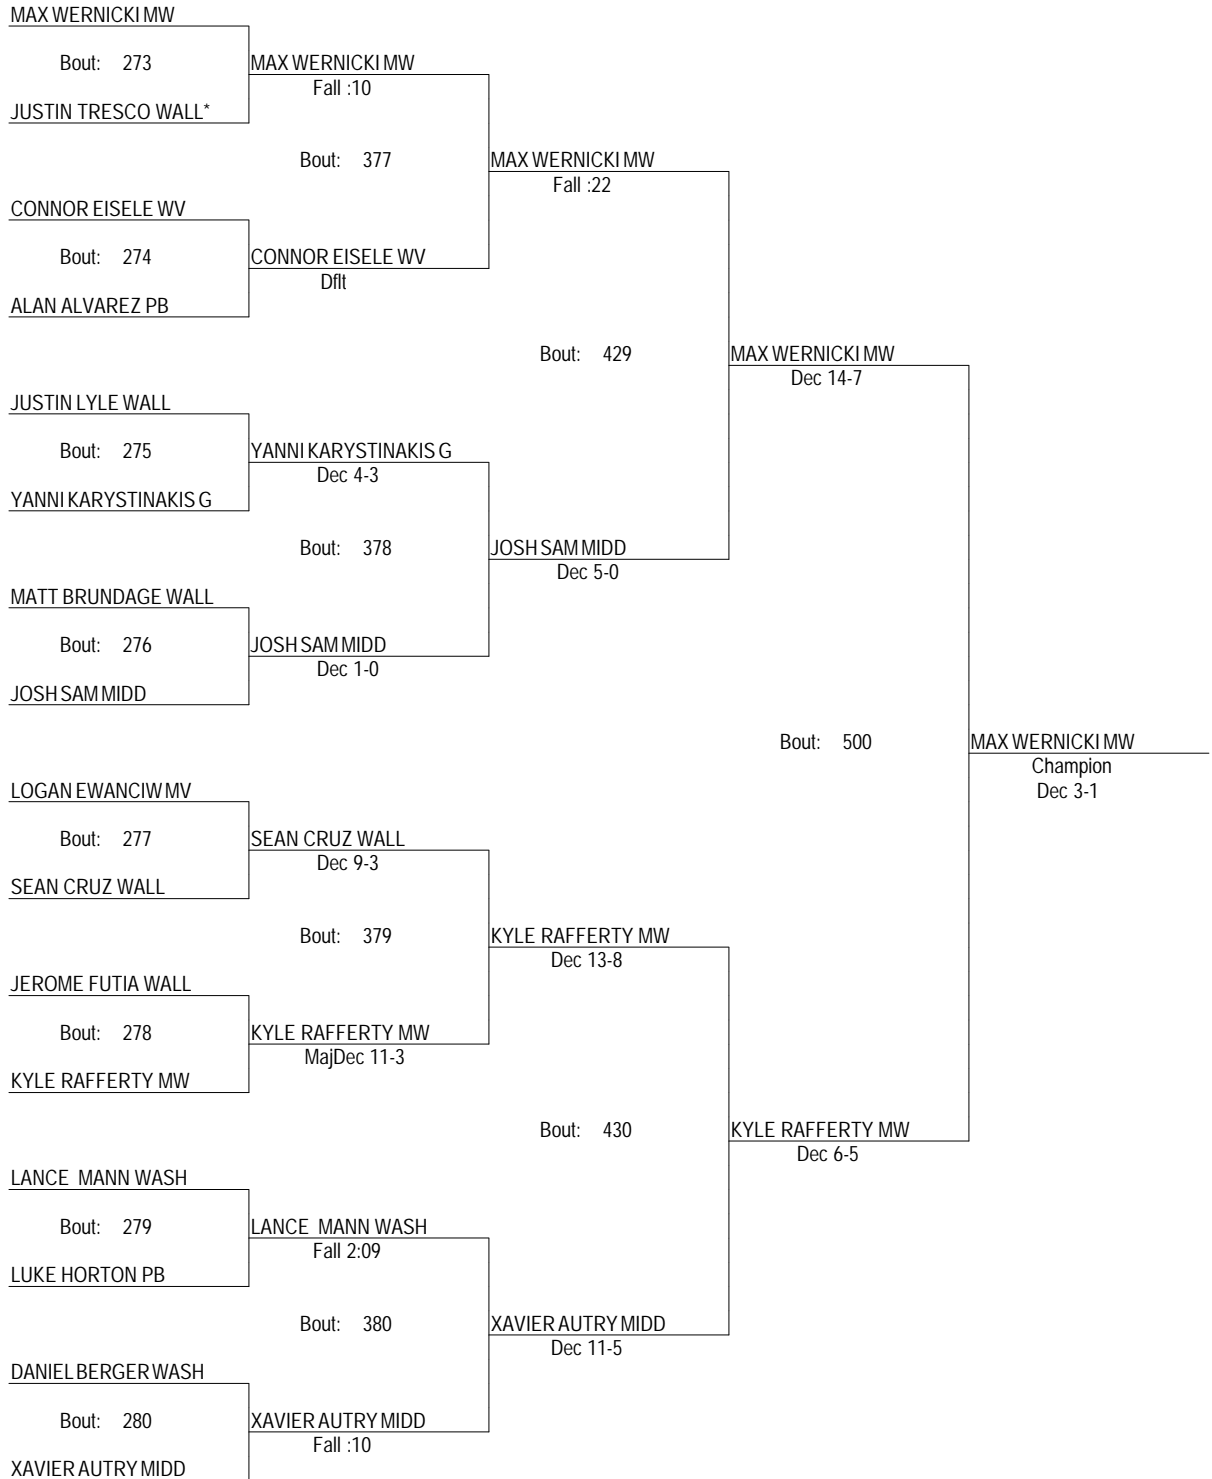 MAX WERNICKI MW
Bout: 273
MAX WERNICKI MW
Fall :10
JUSTIN TRESCO WALL*
Bout: 377
MAX WERNICKI MW
Fall :22
CONNOR EISELE WV
Bout: 274
CONNOR EISELE WV
Dflt
ALAN ALVAREZ PB
Bout: 429
MAX WERNICKI MW
Dec 14-7
JUSTIN LYLE WALL
Bout: 275
YANNI KARYSTINAKIS G
Dec 4-3
YANNI KARYSTINAKIS G
Bout: 378
JOSH SAM MIDD
Dec 5-0
MATT BRUNDAGE WALL
Bout: 276
JOSH SAM MIDD
Dec 1-0
JOSH SAM MIDD
Bout: 500
MAX WERNICKI MW
Champion
Dec 3-1
LOGAN EWANCIW MV
Bout: 277
SEAN CRUZ WALL
Dec 9-3
SEAN CRUZ WALL
Bout: 379
KYLE RAFFERTY MW
Dec 13-8
JEROME FUTIA WALL
Bout: 278
KYLE RAFFERTY MW
MajDec 11-3
KYLE RAFFERTY MW
Bout: 430
KYLE RAFFERTY MW
Dec 6-5
LANCE MANN WASH
Bout: 279
LANCE MANN WASH
Fall 2:09
LUKE HORTON PB
Bout: 380
XAVIER AUTRY MIDD
Dec 11-5
DANIEL BERGER WASH
Bout: 280
XAVIER AUTRY MIDD
Fall :10
XAVIER AUTRY MIDD